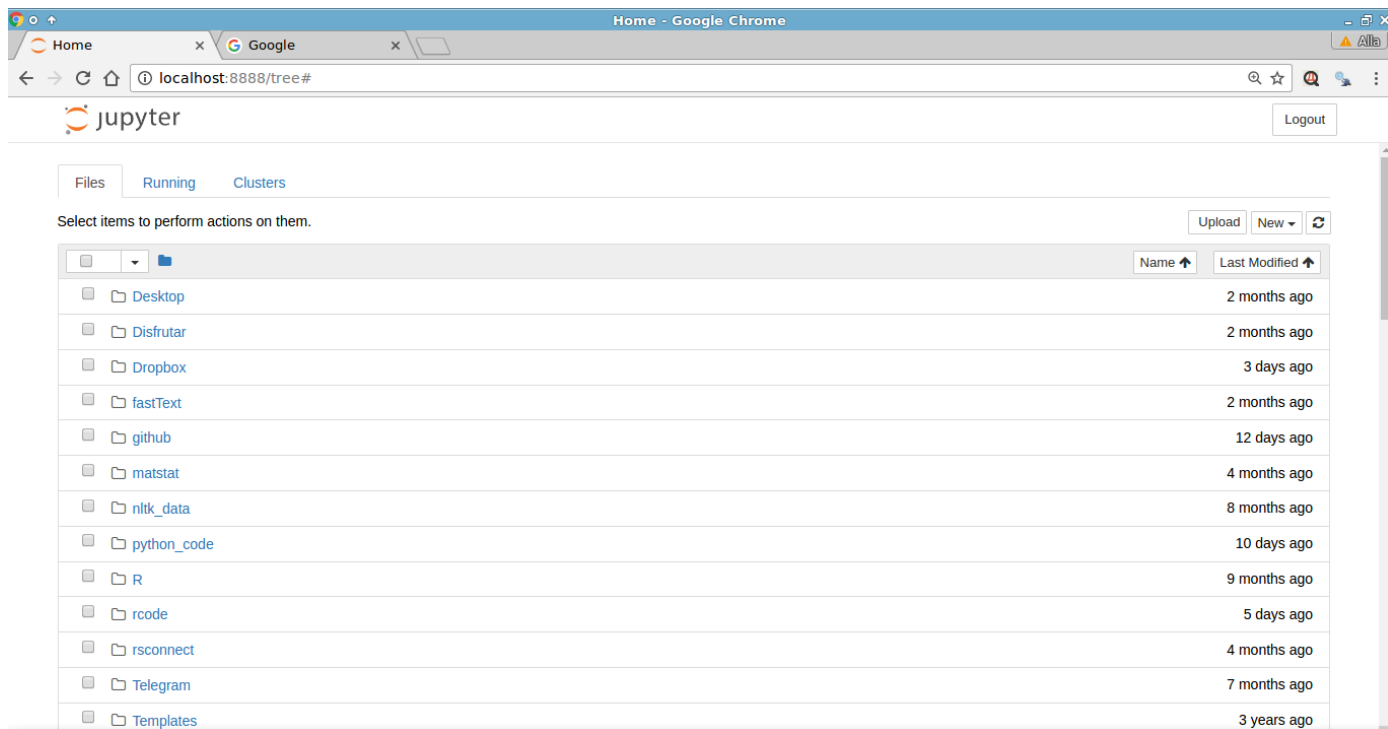 Home - Google Chrome
Home Google Alla
localhost:8888/tree#
jupyter Logout
Files Running Clusters
Select items to perform actions on them. Upload New
Name Last Modified
Desktop 2 months ago
Disfrutar 2 months ago
Dropbox 3 days ago
fastText 2 months ago
github 12 days ago
matstat 4 months ago
nltk_data 8 months ago
python_code 10 days ago
R 9 months ago
rcode 5 days ago
rsconnect 4 months ago
Telegram 7 months ago
Templates 3 years ago